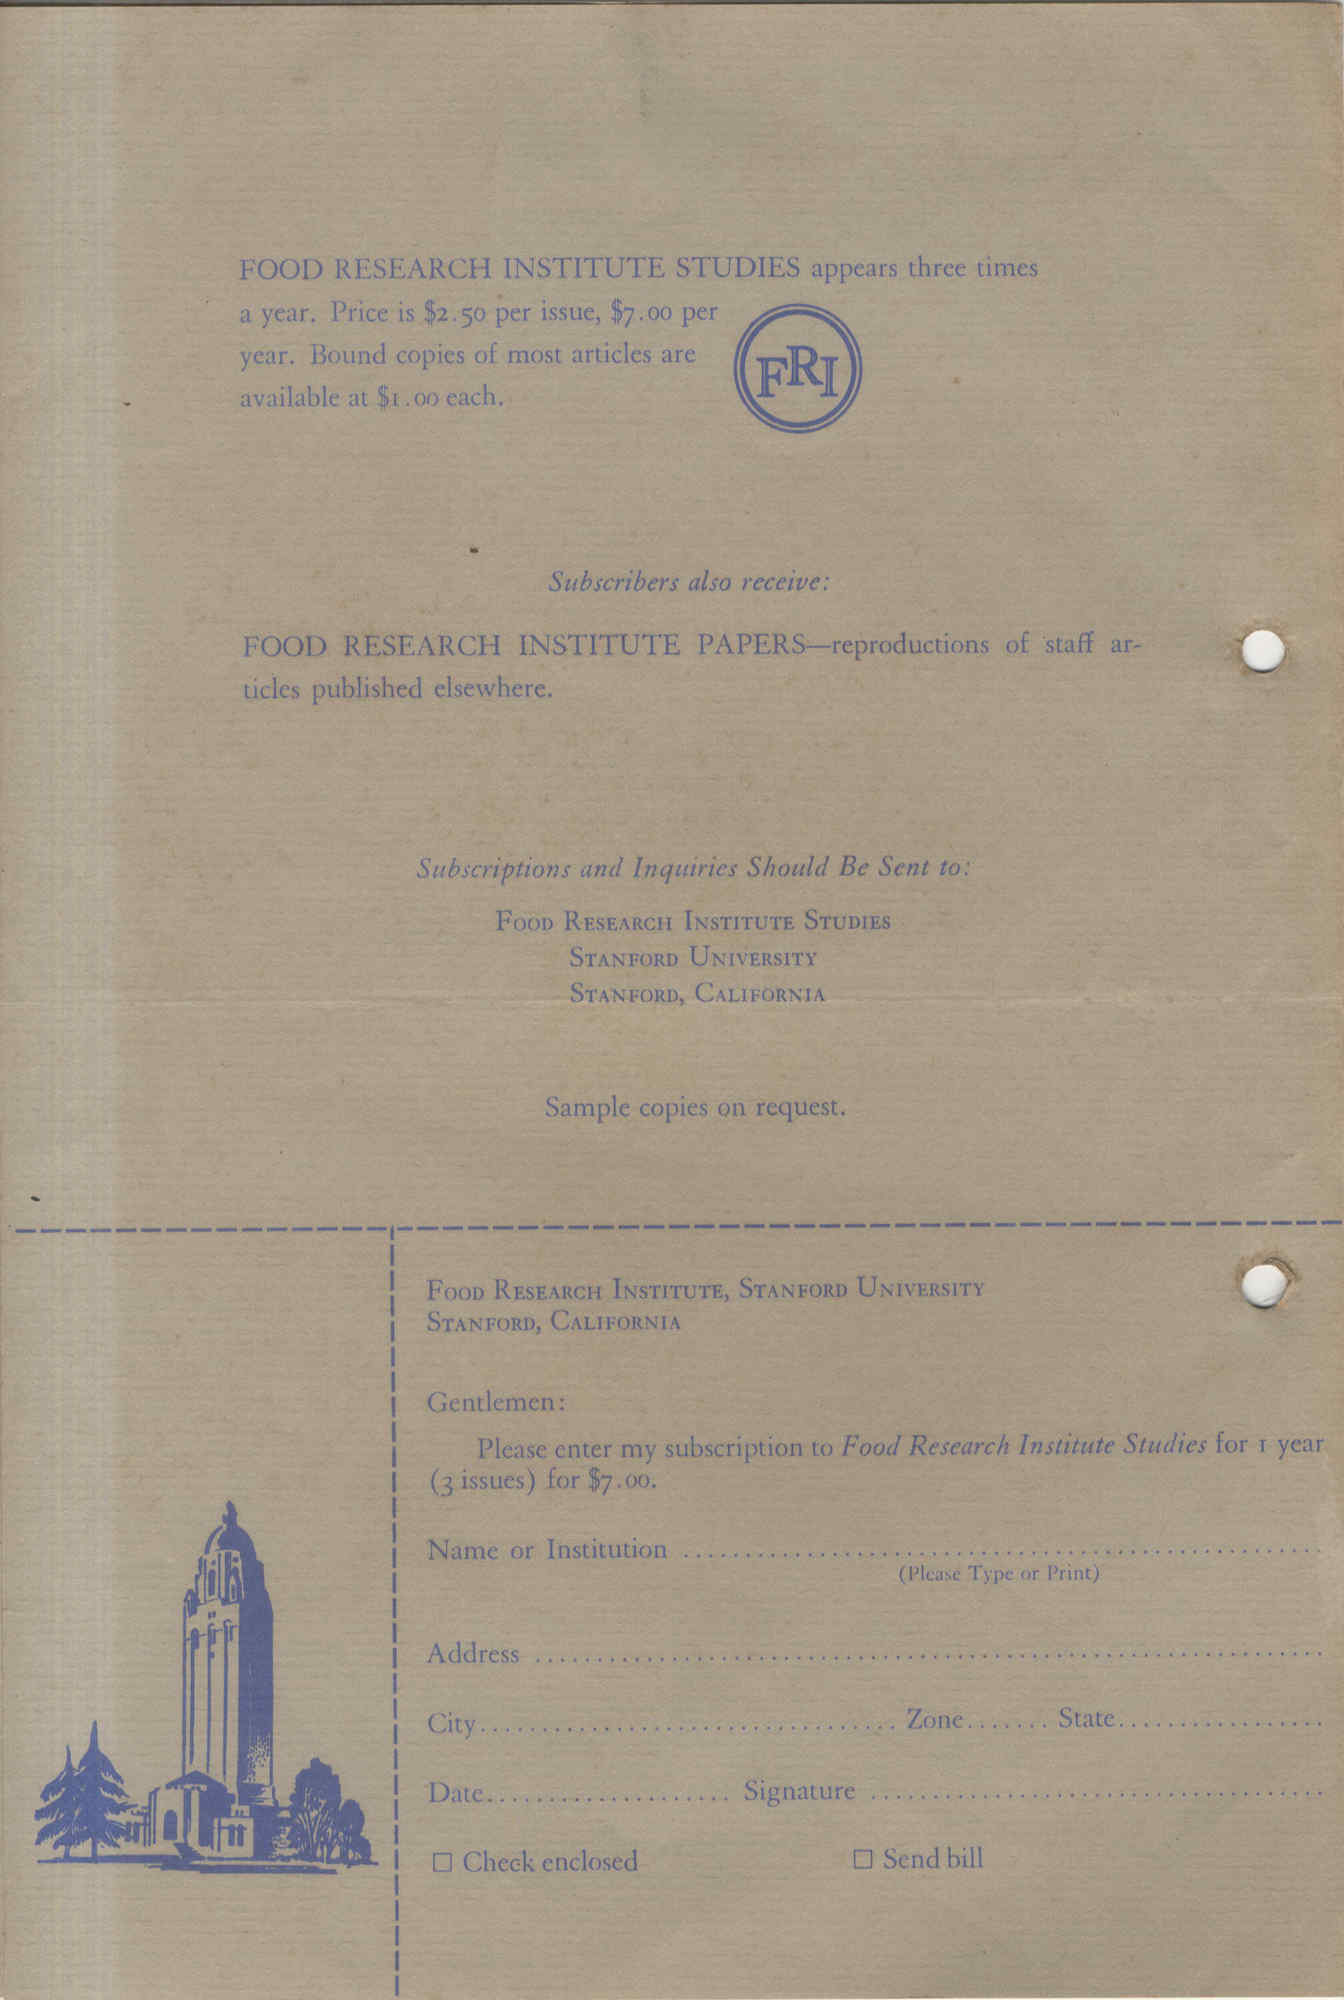 FOOD RESEARCH INSTITUTE STUDIES appears three times
a year. Price is $2.50 per issue, $7.00 per
year. Bound copies of most articles are
available at $1.00 each.
FRI
Subscribers also receive:
FOOD RESEARCH INSTITUTE PAPERS—reproductions of staff ar-
ticles published elsewhere.
Subscriptions and Inquiries Should Be Sent to:
FOOD RESEARCH INSTITUTE STUDIES
STANFORD UNIVERSITY
STANFORD, CALIFORNIA
Sample copies on request.
FOOD RESEARCH INSTITUTE, STANFORD UNIVERSITY
STANFORD, CALIFORNIA
Gentlemen:
Please enter my subscription to Food Research Institute Studies for 1 year
(3 issues) for $7.00.
Name or Institution ....................................................
(Please Type or Print)
Address ................................................................
City.................................. Zone....... State.................
Date.................... Signature .....................................
☐ Check enclosed ☐ Send bill